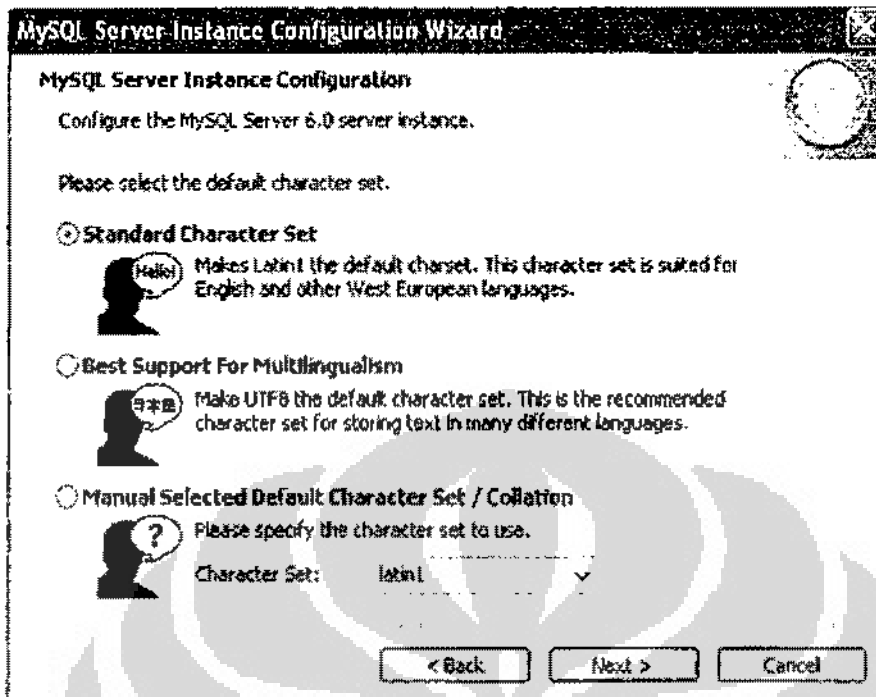 MySQL Server Instance Configuration Wizard
MySQL Server Instance Configuration
Configure the MySQL Server 6.0 server instance.
Please select the default character set.
Standard Character Set
Hello!
Makes Latin1 the default charset. This character set is suited for
English and other West European languages.
Best Support For Multilingualism
日本語
Make UTF8 the default character set. This is the recommended
character set for storing text in many different languages.
Manual Selected Default Character Set / Collation
?
Please specify the character set to use.
Character Set: latin1
< Back Next > Cancel